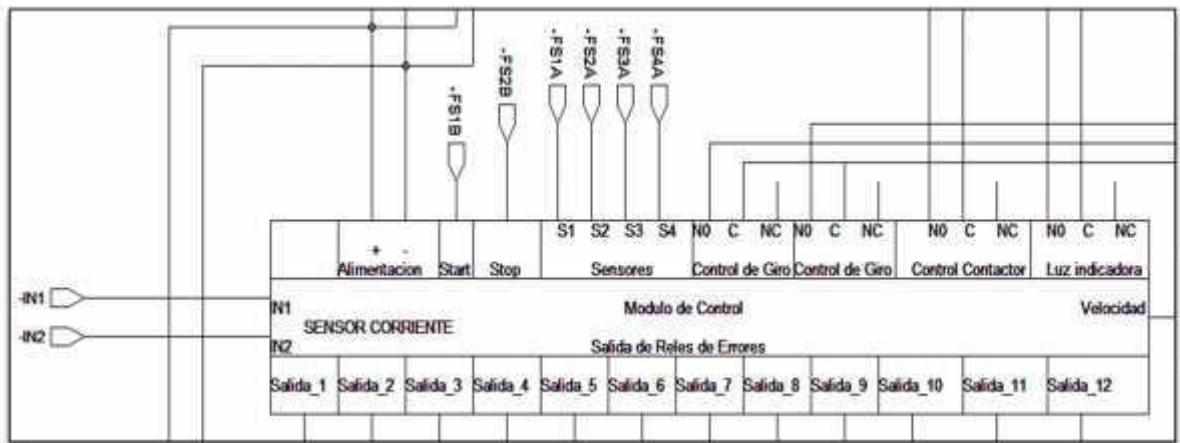 -FS1B
-FS2B
-FS1A
-FS2A
-FS3A
-FS4A
S1 S2 S3 S4 N0 C NC N0 C NC N0 C NC N0 C NC
+ -
Alimentacion Start Stop Sensores Control de Giro Control de Giro Control Contactor Luz indicadora
-IN1
IN1 Modulo de Control Velocidad
SENSOR CORRIENTE
-IN2
IN2 Salida de Reles de Errores
Salida_1 Salida_2 Salida_3 Salida_4 Salida_5 Salida_6 Salida_7 Salida_8 Salida_9 Salida_10 Salida_11 Salida_12